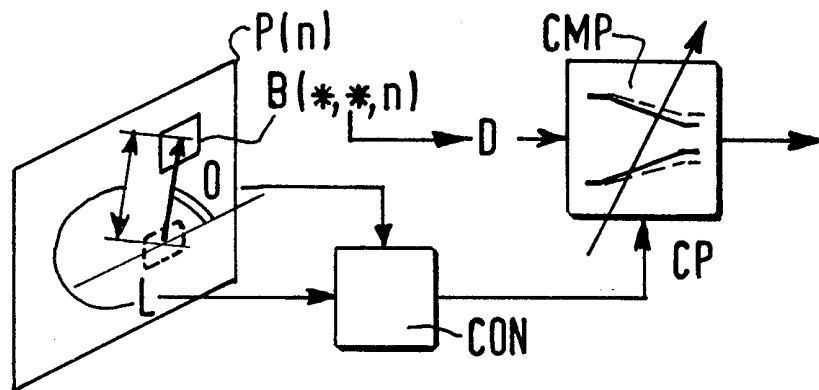 P(n)
CMP
B(*,*,n)
D
O
CP
L
CON